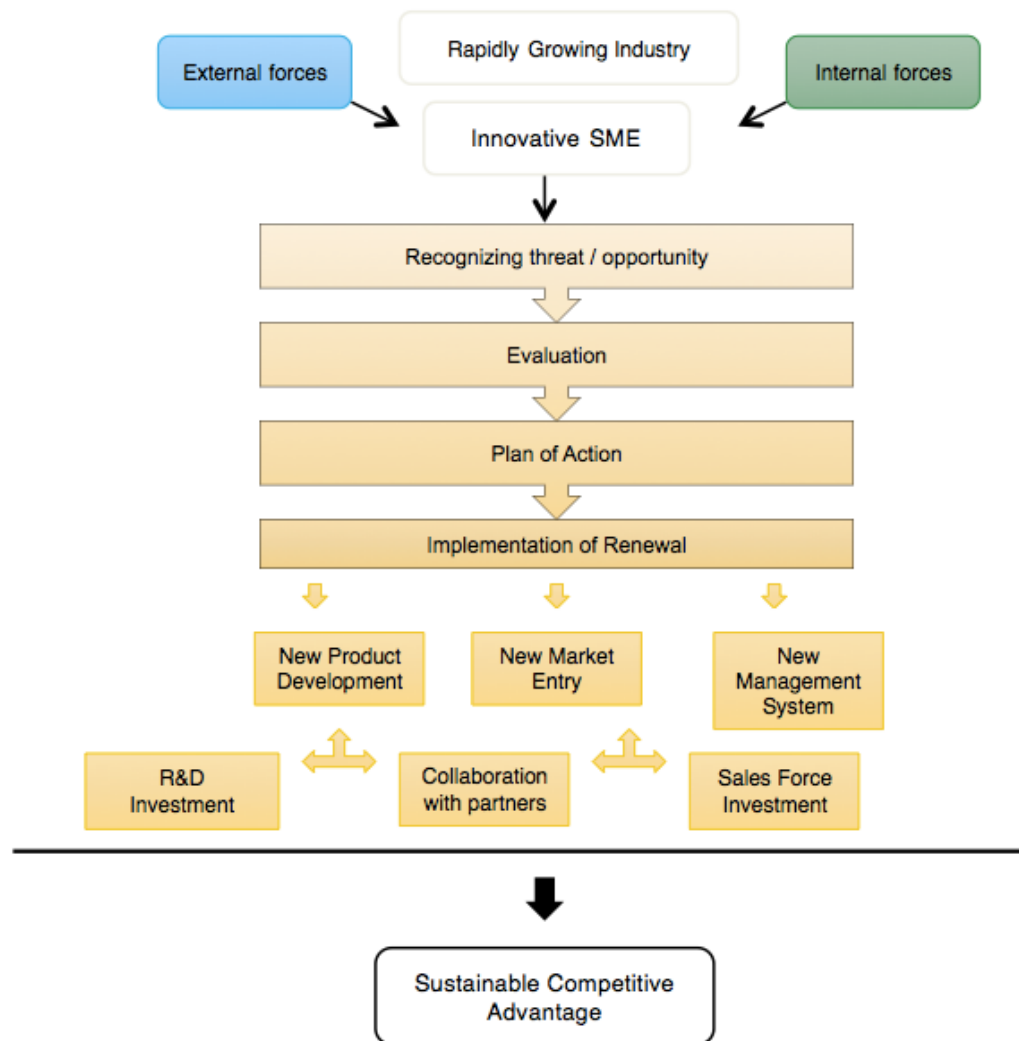 Rapidly Growing Industry
External forces
Internal forces
Innovative SME
Recognizing threat / opportunity
Evaluation
Plan of Action
Implementation of Renewal
New Product
Development
New Market
Entry
New
Management
System
R&D
Investment
Collaboration
with partners
Sales Force
Investment
Sustainable Competitive
Advantage